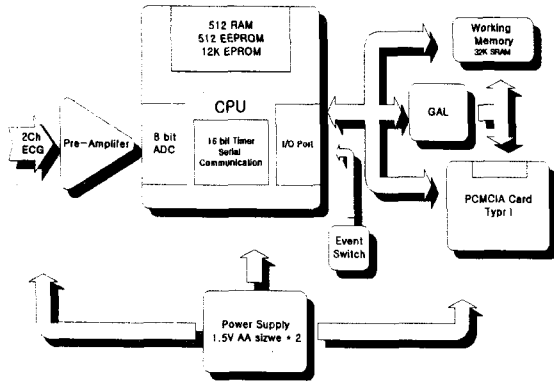 512 RAM
512 EEPROM
12K EPROM
CPU
2Ch
ECG
Pre-Amplifer
8 bit
ADC
16 bit Timer
Serial
Communication
I/O Port
Working
Memory
32K SRAM
GAL
PCMCIA Card
Typr I
Event
Switch
Power Supply
1.5V AA sizwe * 2